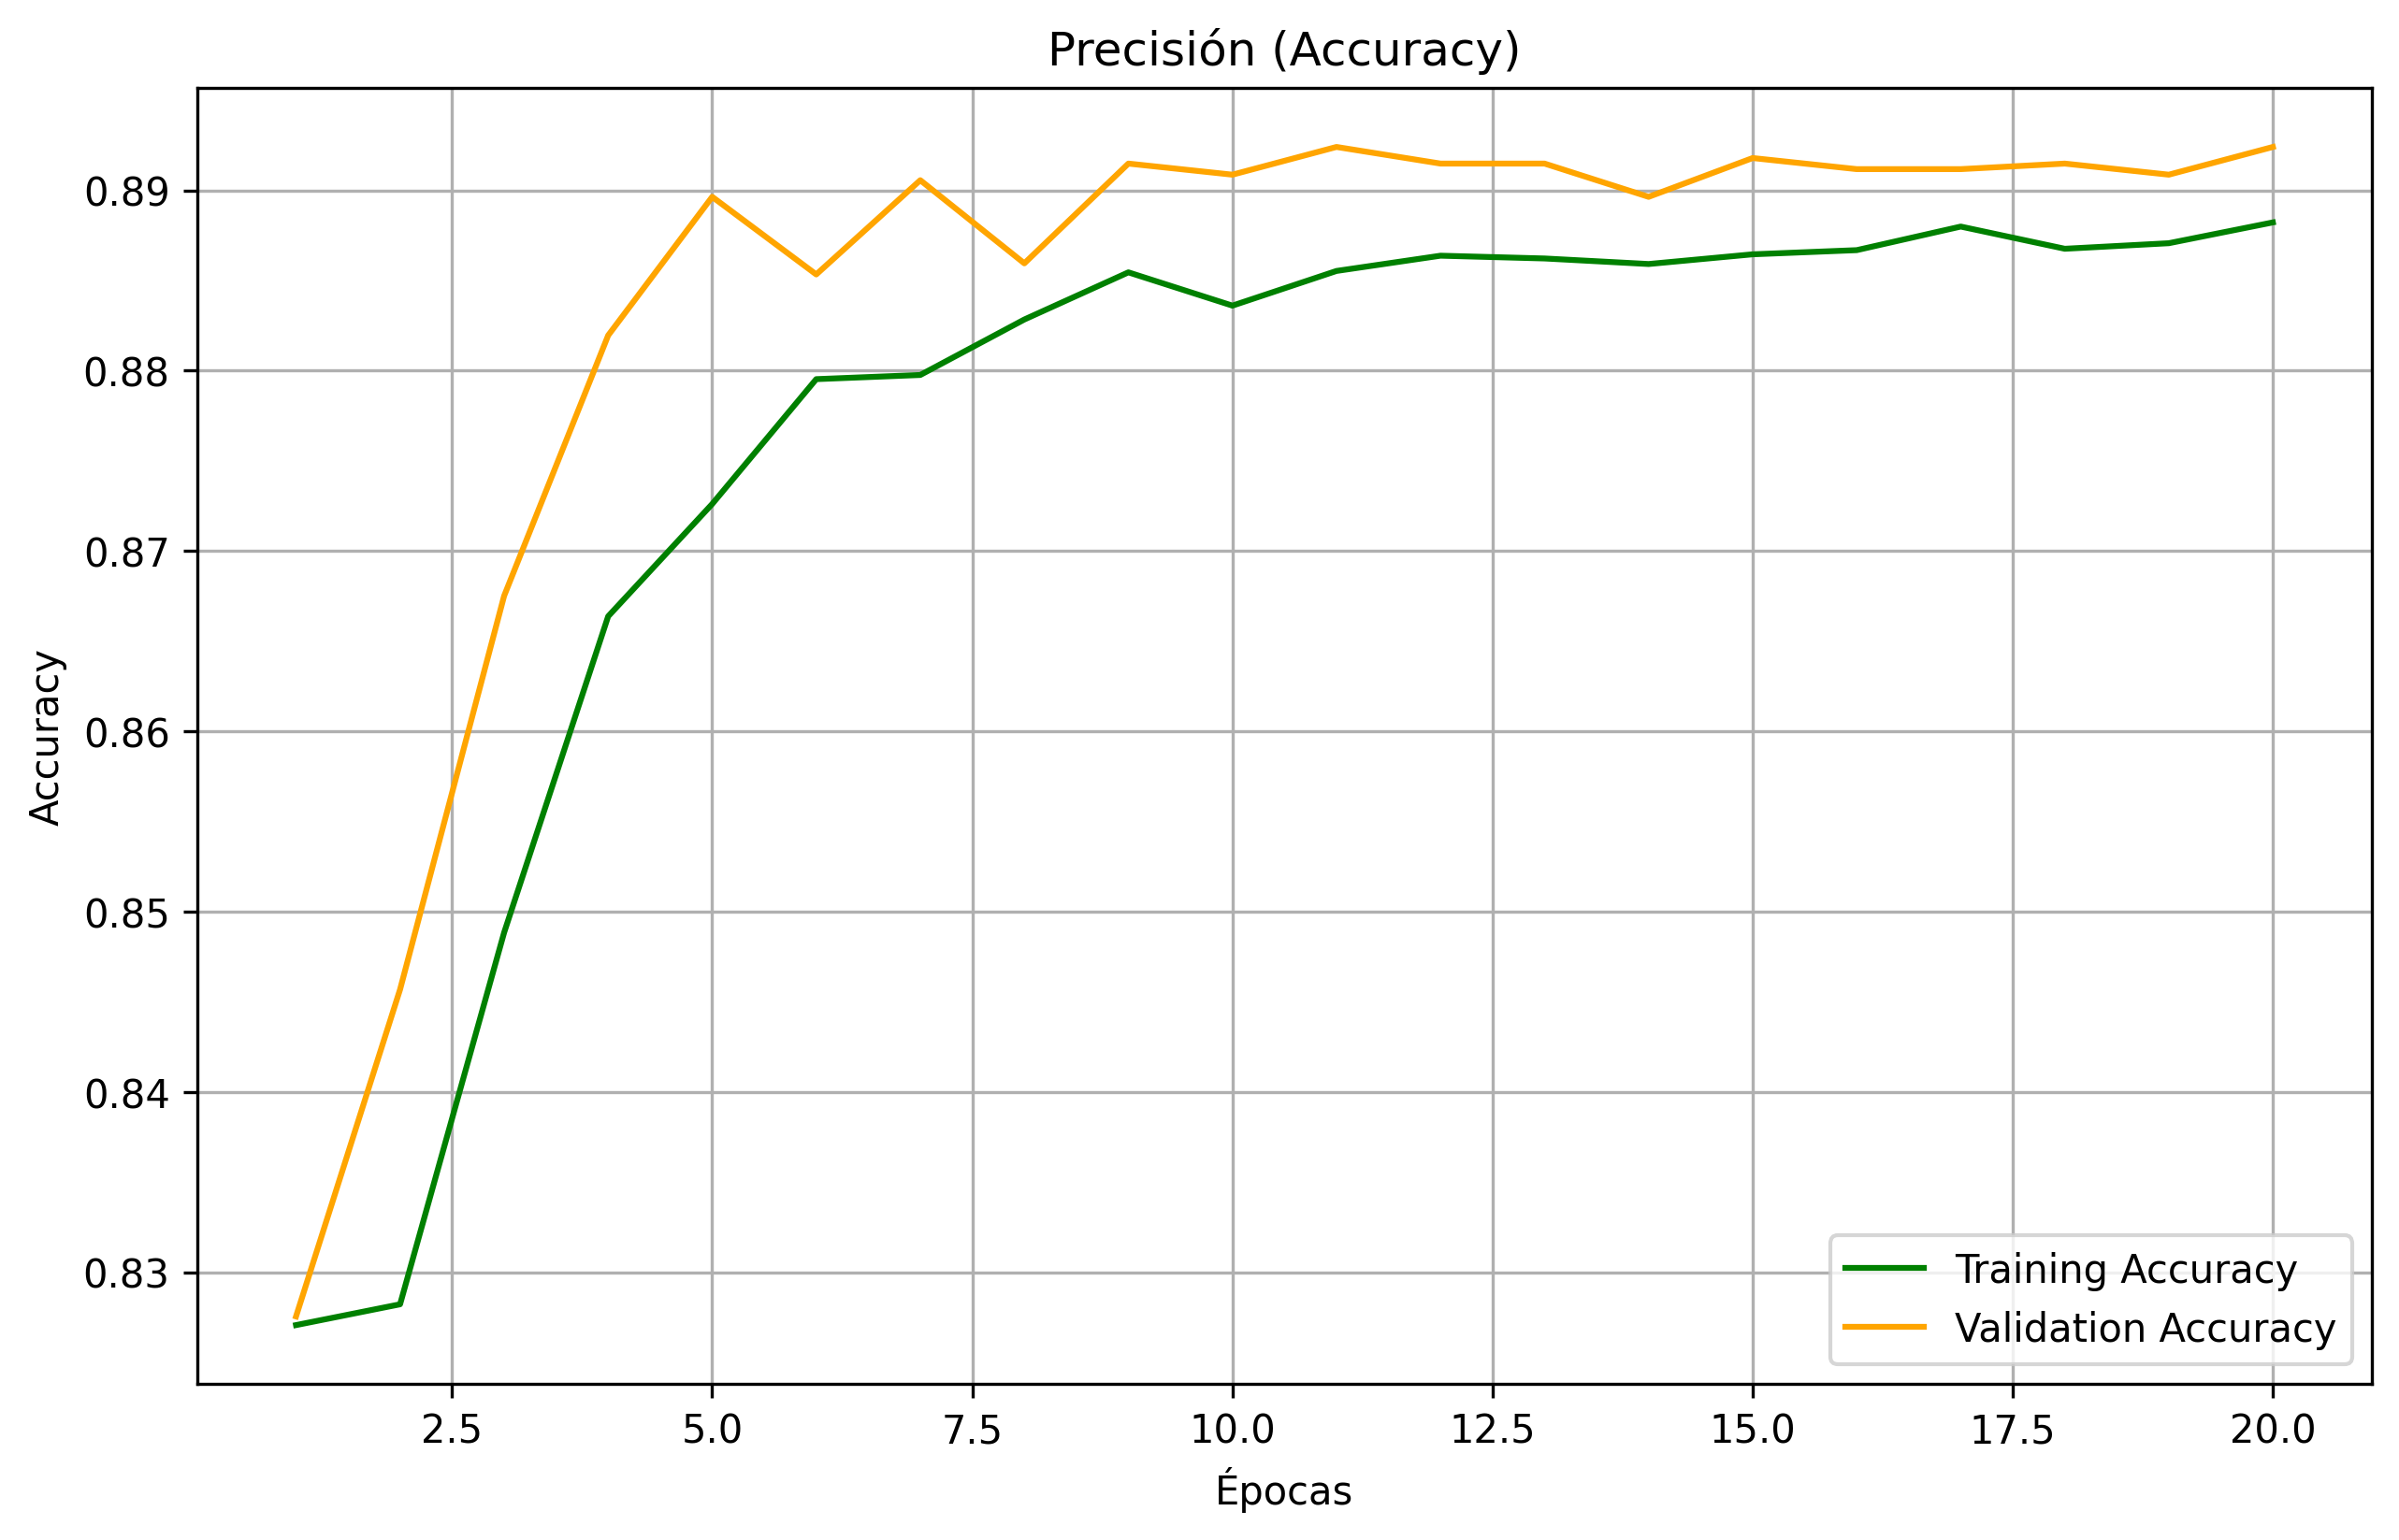 Precisión (Accuracy)
Accuracy
0.89
0.88
0.87
0.86
0.85
0.84
0.83
Training Accuracy
Validation Accuracy
2.5 5.0 7.5 10.0 12.5 15.0 17.5 20.0
Épocas